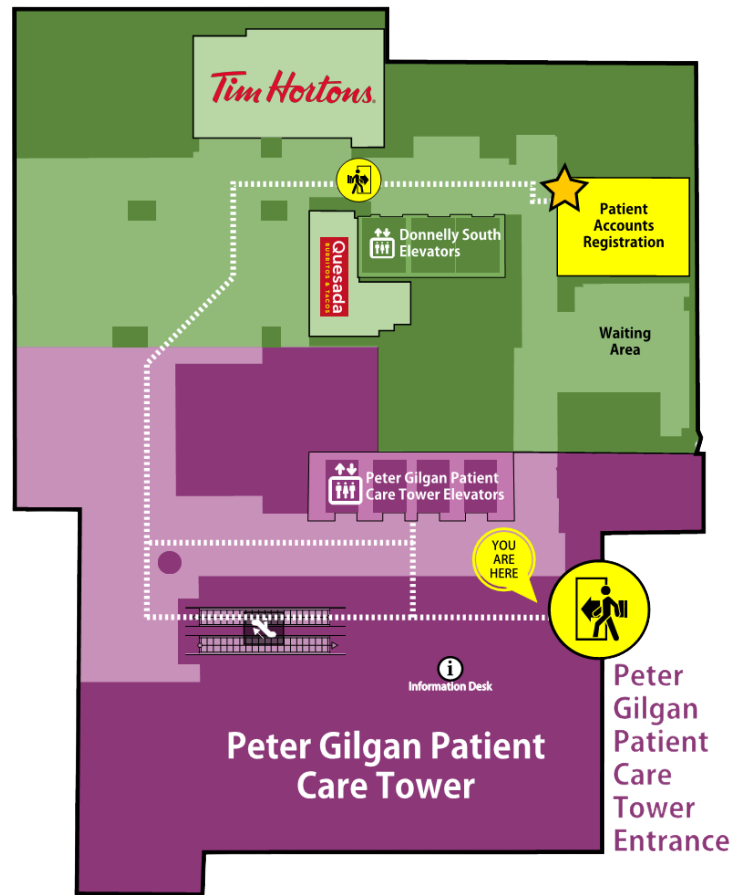 Tim Hortons.
Patient
Accounts
Registration
Donnelly South
Elevators
Quesada
BURRITOS & TACOS
Waiting
Area
Peter Gilgan Patient
Care Tower Elevators
YOU
ARE
HERE
i
Information Desk
Peter
Gilgan
Patient
Care
Tower
Entrance
Peter Gilgan Patient
Care Tower